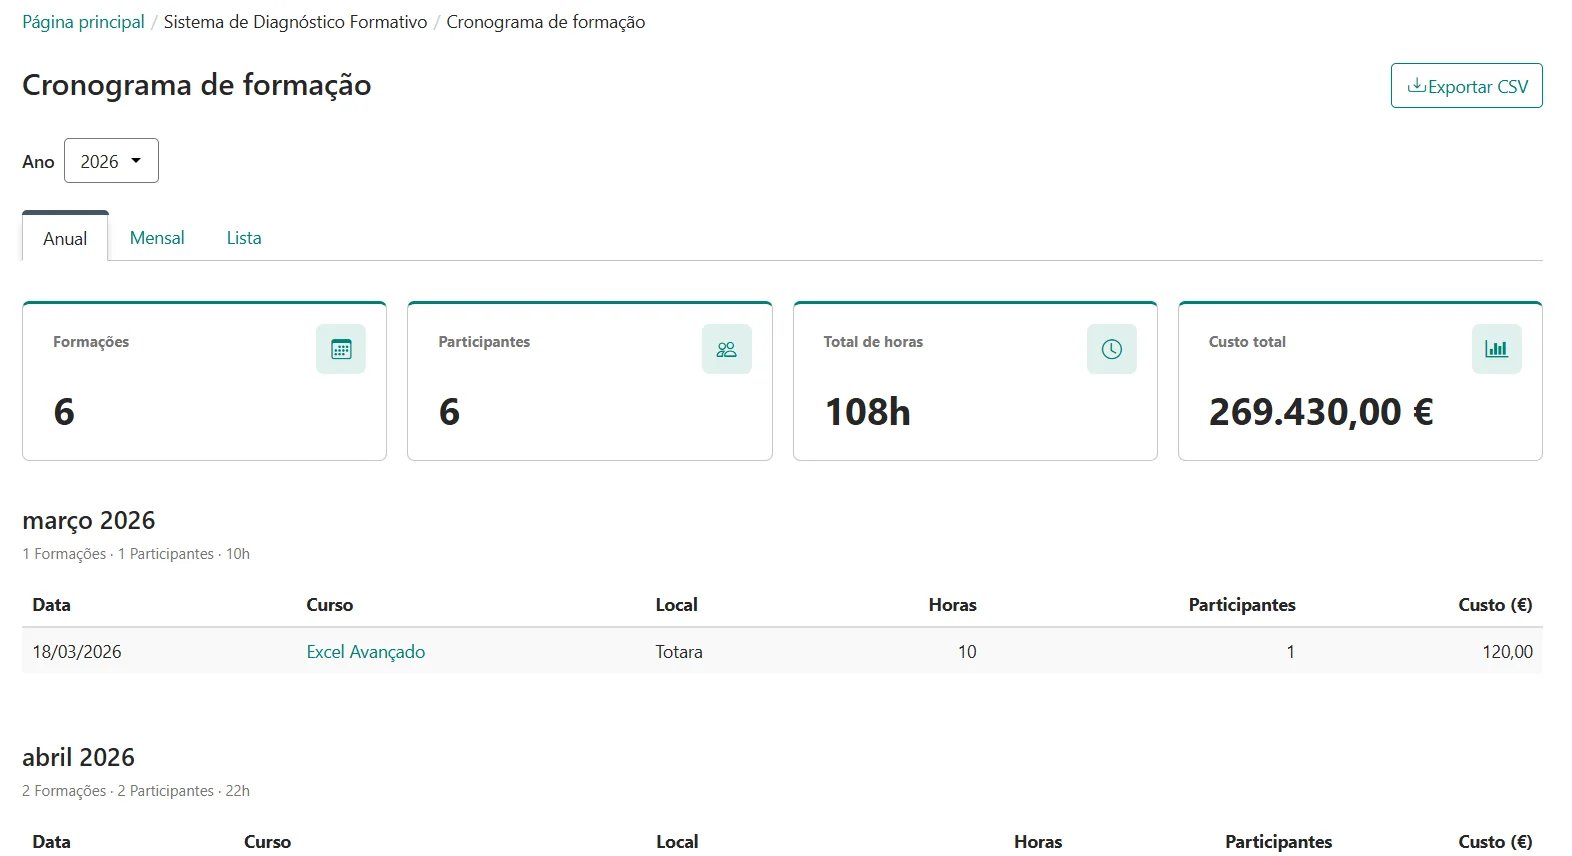 Página principal / Sistema de Diagnóstico Formativo / Cronograma de formação
Cronograma de formação
Exportar CSV
Ano 2026
Anual Mensal Lista
Formações Participantes Total de horas Custo total
6 6 108h 269.430,00 €
março 2026
1 Formações · 1 Participantes · 10h
Data Curso Local Horas Participantes Custo (€)
18/03/2026 Excel Avançado Totara 10 1 120,00
abril 2026
2 Formações · 2 Participantes · 22h
Data Curso Local Horas Participantes Custo (€)